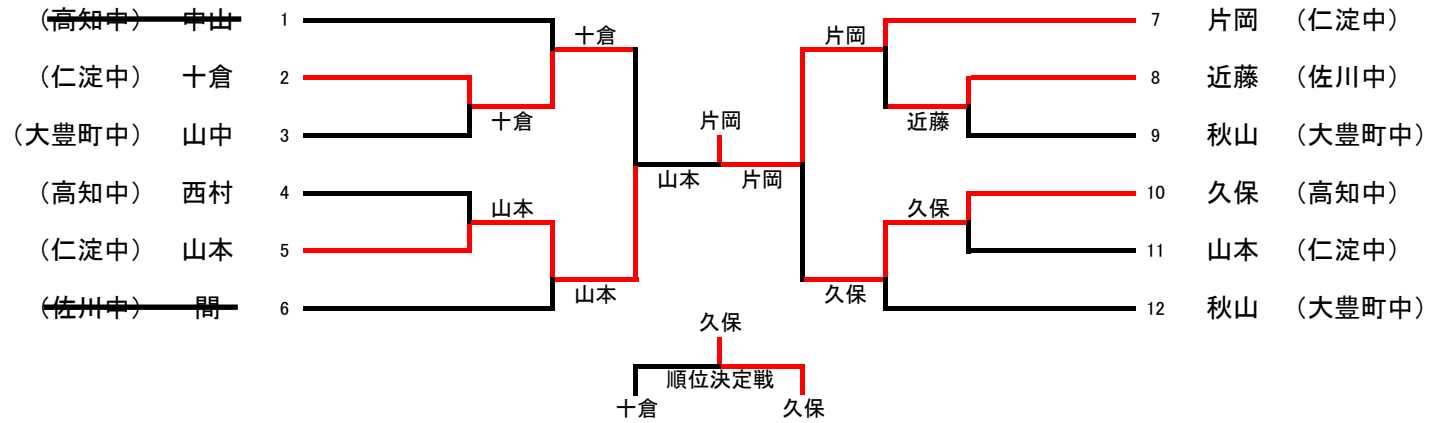 （高知中） 中山 1
十倉
片岡
7 片岡 （仁淀中）
（仁淀中） 十倉 2
8 近藤 （佐川中）
十倉
片岡
近藤
（大豊町中） 山中 3
9 秋山 （大豊町中）
山本 片岡
（高知中） 西村 4
10 久保 （高知中）
山本
久保
（仁淀中） 山本 5
11 山本 （仁淀中）
山本
久保
（佐川中） 間 6
12 秋山 （大豊町中）
久保
順位決定戦
十倉 久保